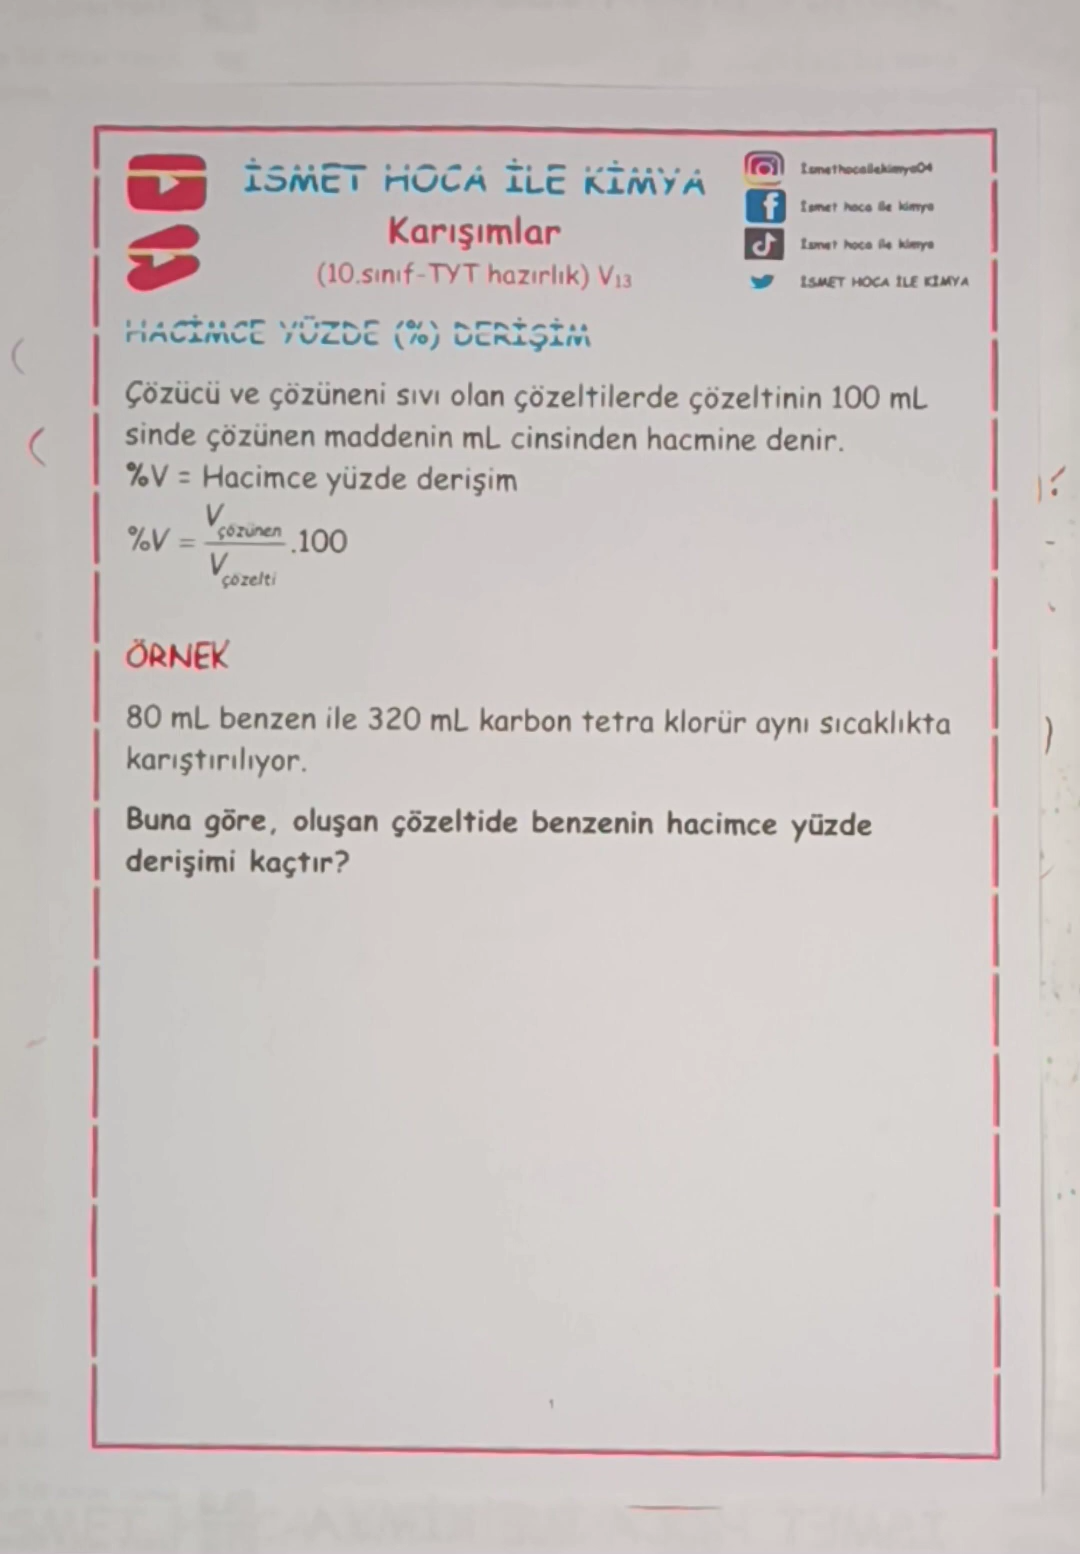 İSMET HOCA İLE KİMYA
Karışımlar
(10.sınıf-TYT hazırlık) V13
İsmethocailekimya04
İsmet hoca ile kimya
İsmet hoca ile kimya
İSMET HOCA İLE KİMYA
HACİMCE YÜZDE (%) DERİŞİM
Çözücü ve çözüneni sıvı olan çözeltilerde çözeltinin 100 mL
sinde çözünen maddenin mL cinsinden hacmine denir.
%V = Hacimce yüzde derişim
%V = Vçözünen / Vçözelti .100
ÖRNEK
80 mL benzen ile 320 mL karbon tetra klorür aynı sıcaklıkta
karıştırılıyor.
Buna göre, oluşan çözeltide benzenin hacimce yüzde
derişimi kaçtır?
1